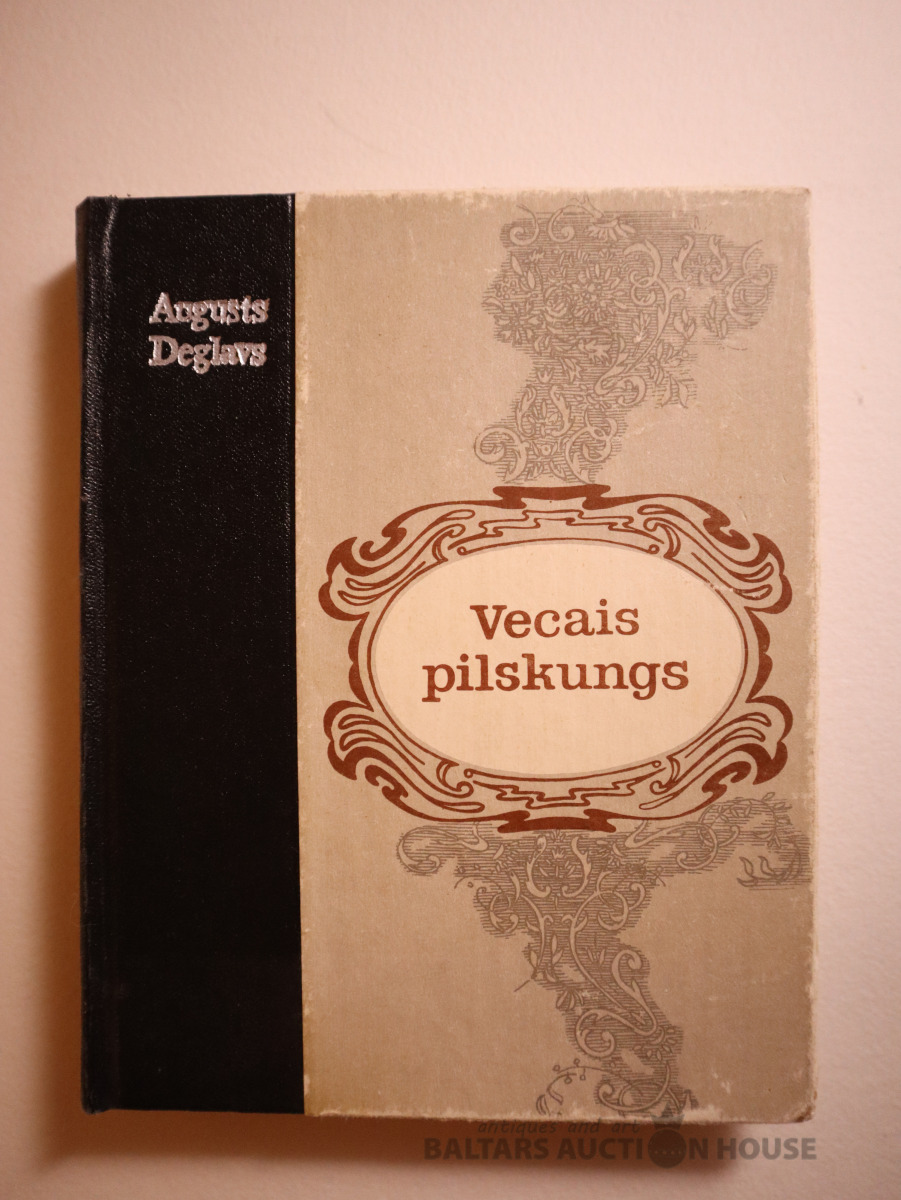 Augusts
Deglavs
Vecais
pilskungs
antiques and art
BALTARS AUCTION HOUSE